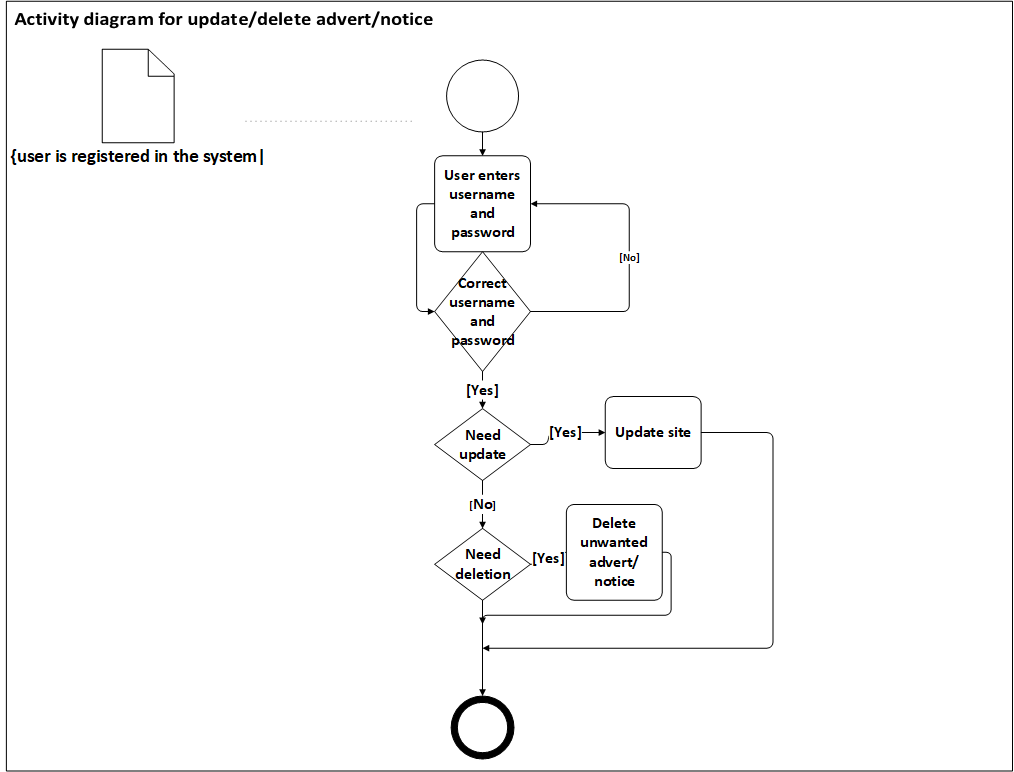 Activity diagram for update/delete advert/notice
{user is registered in the system|
User enters
username
and
password
[No]
Correct
username
and
password
[Yes]
Need
update
[Yes]
Update site
[No]
Need
deletion
[Yes]
Delete
unwanted
advert/
notice